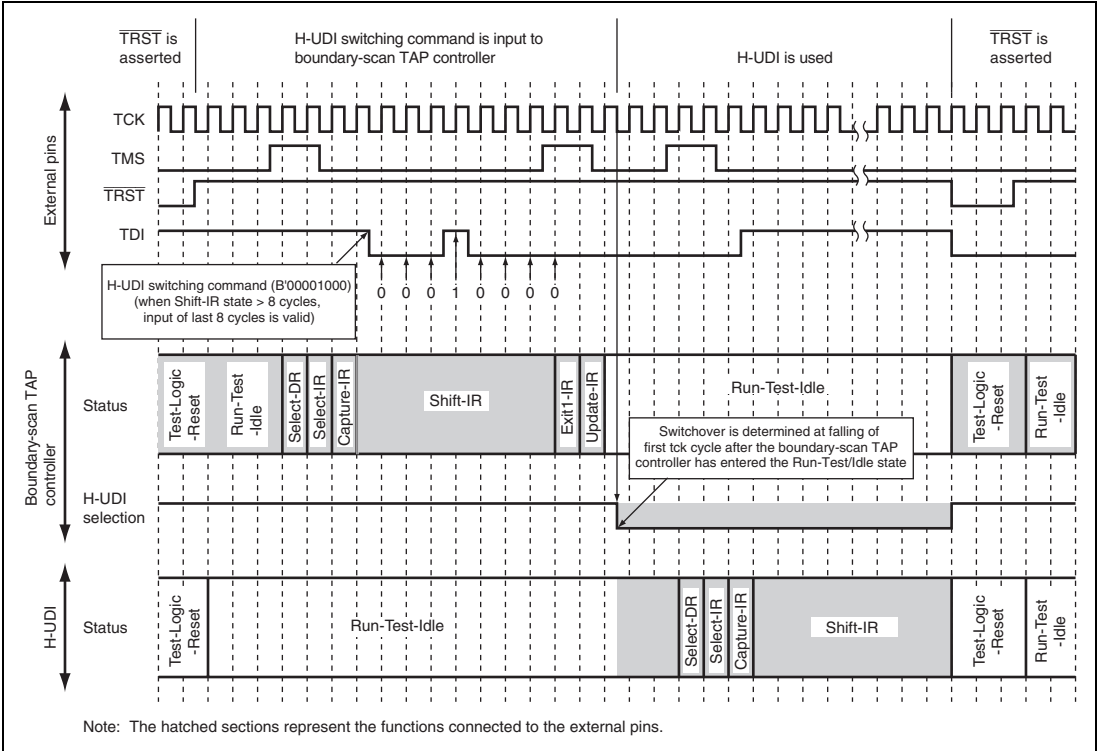 TRST is
asserted
H-UDI switching command is input to
boundary-scan TAP controller
H-UDI is used
TRST is
asserted
External pins
TCK
TMS
TRST
TDI
H-UDI switching command (B'00001000)
(when Shift-IR state > 8 cycles,
input of last 8 cycles is valid)
0 0 0 1 0 0 0 0
Boundary-scan TAP
controller
Status
Test-Logic
-Reset
Run-Test
-Idle
Select-DR
Select-IR
Capture-IR
Shift-IR
Exit1-IR
Update-IR
Run-Test-Idle
Test-Logic
-Reset
Run-Test
-Idle
Switchover is determined at falling of
first tck cycle after the boundary-scan TAP
controller has entered the Run-Test/Idle state
H-UDI
selection
H-UDI
Status
Test-Logic
-Reset
Run-Test-Idle
Select-DR
Select-IR
Capture-IR
Shift-IR
Test-Logic
-Reset
Run-Test
-Idle
Note: The hatched sections represent the functions connected to the external pins.